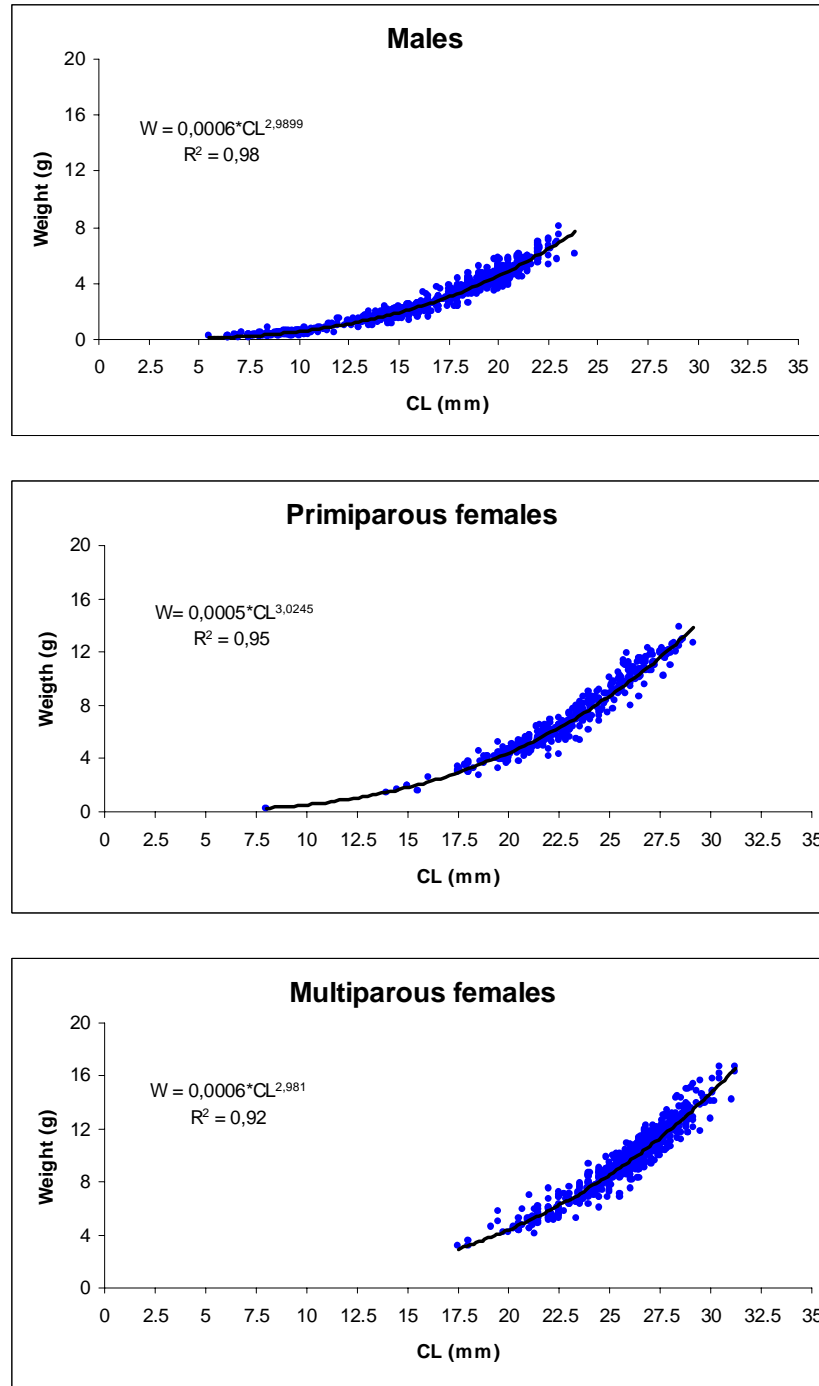 Males
20
16
12
8
4
0
Weight (g)
W = 0,0006*CL2,9899
R2 = 0,98
0 2.5 5 7.5 10 12.5 15 17.5 20 22.5 25 27.5 30 32.5 35
CL (mm)
Primiparous females
20
16
12
8
4
0
Weigth (g)
W= 0,0005*CL3,0245
R2 = 0,95
0 2.5 5 7.5 10 12.5 15 17.5 20 22.5 25 27.5 30 32.5 35
CL (mm)
Multiparous females
20
16
12
8
4
0
Weight (g)
W = 0,0006*CL2,981
R2 = 0,92
0 2.5 5 7.5 10 12.5 15 17.5 20 22.5 25 27.5 30 32.5 35
CL (mm)